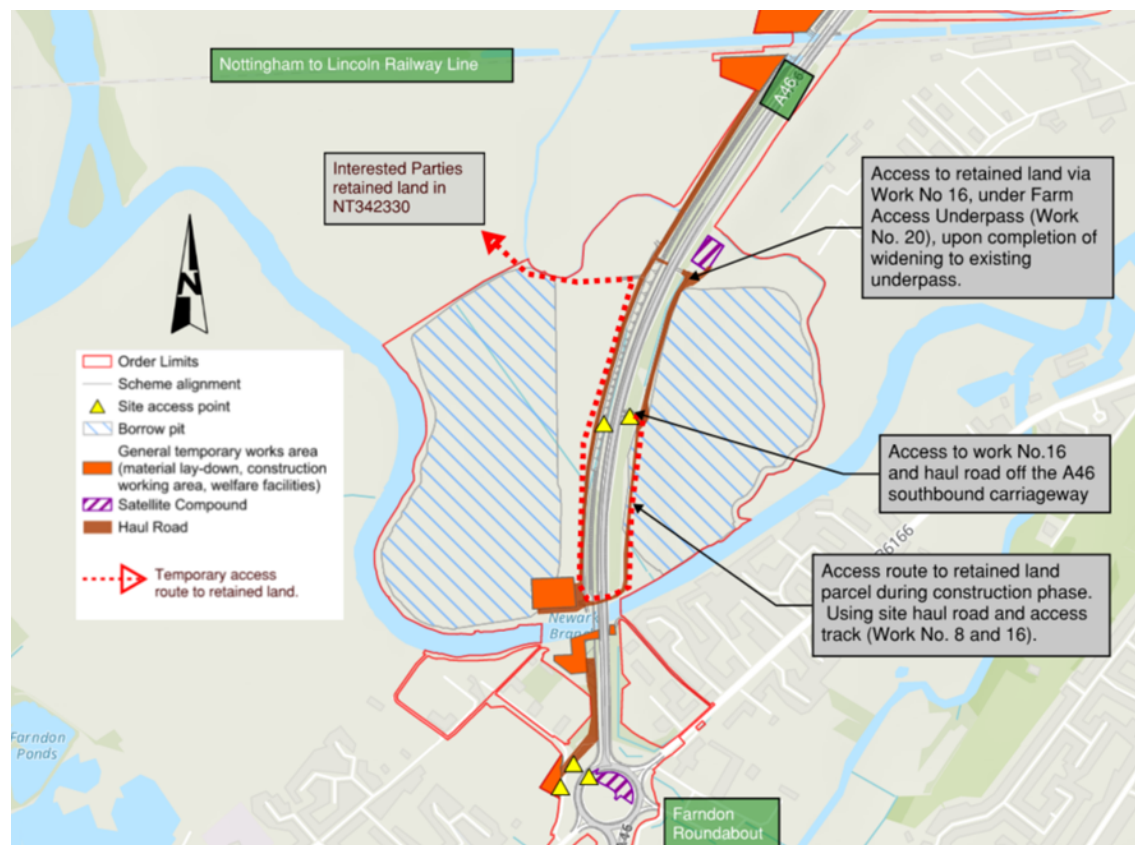 Nottingham to Lincoln Railway Line
A46
Interested Parties
retained land in
NT342330
Access to retained land via
Work No 16, under Farm
Access Underpass (Work
No. 20), upon completion of
widening to existing
underpass.
N
Order Limits
Scheme alignment
Site access point
Borrow pit
General temporary works area
(material lay-down, construction
working area, welfare facilities)
Satellite Compound
Haul Road
Temporary access
route to retained land.
Access to work No.16
and haul road off the A46
southbound carriageway
Access route to retained land
parcel during construction phase.
Using site haul road and access
track (Work No. 8 and 16).
Newark
Farndon
Ponds
Farndon
Roundabout
A46